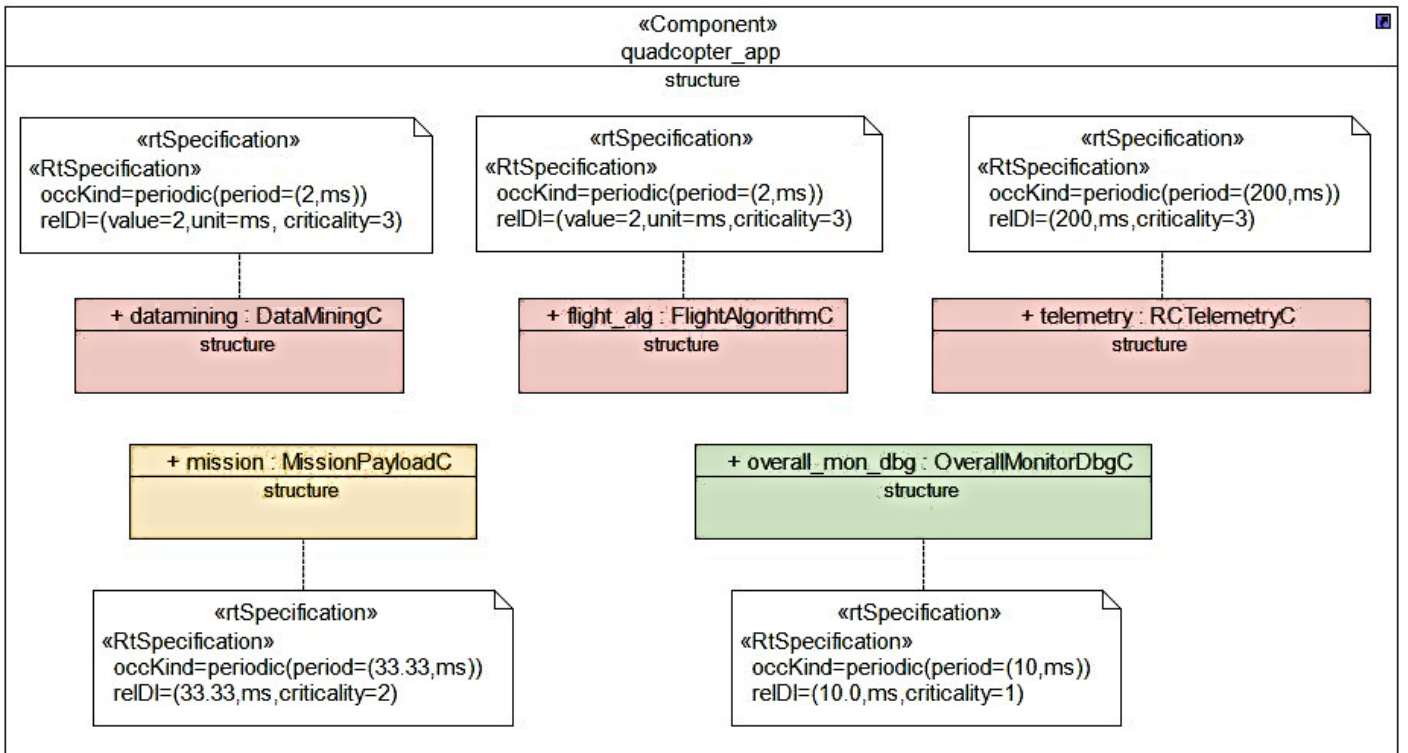 «Component»
quadcopter_app
structure
«rtSpecification»
«RtSpecification»
occKind=periodic(period=(2,ms))
relDl=(value=2,unit=ms, criticality=3)
«rtSpecification»
«RtSpecification»
occKind=periodic(period=(2,ms))
relDl=(value=2,unit=ms,criticality=3)
«rtSpecification»
«RtSpecification»
occKind=periodic(period=(200,ms))
relDl=(200,ms,criticality=3)
+ datamining : DataMiningC
structure
+ flight_alg : FlightAlgorithmC
structure
+ telemetry : RCTelemetryC
structure
+ mission : MissionPayloadC
structure
+ overall_mon_dbg : OverallMonitorDbgC
structure
«rtSpecification»
«RtSpecification»
occKind=periodic(period=(33.33,ms))
relDl=(33.33,ms,criticality=2)
«rtSpecification»
«RtSpecification»
occKind=periodic(period=(10,ms))
relDl=(10.0,ms,criticality=1)